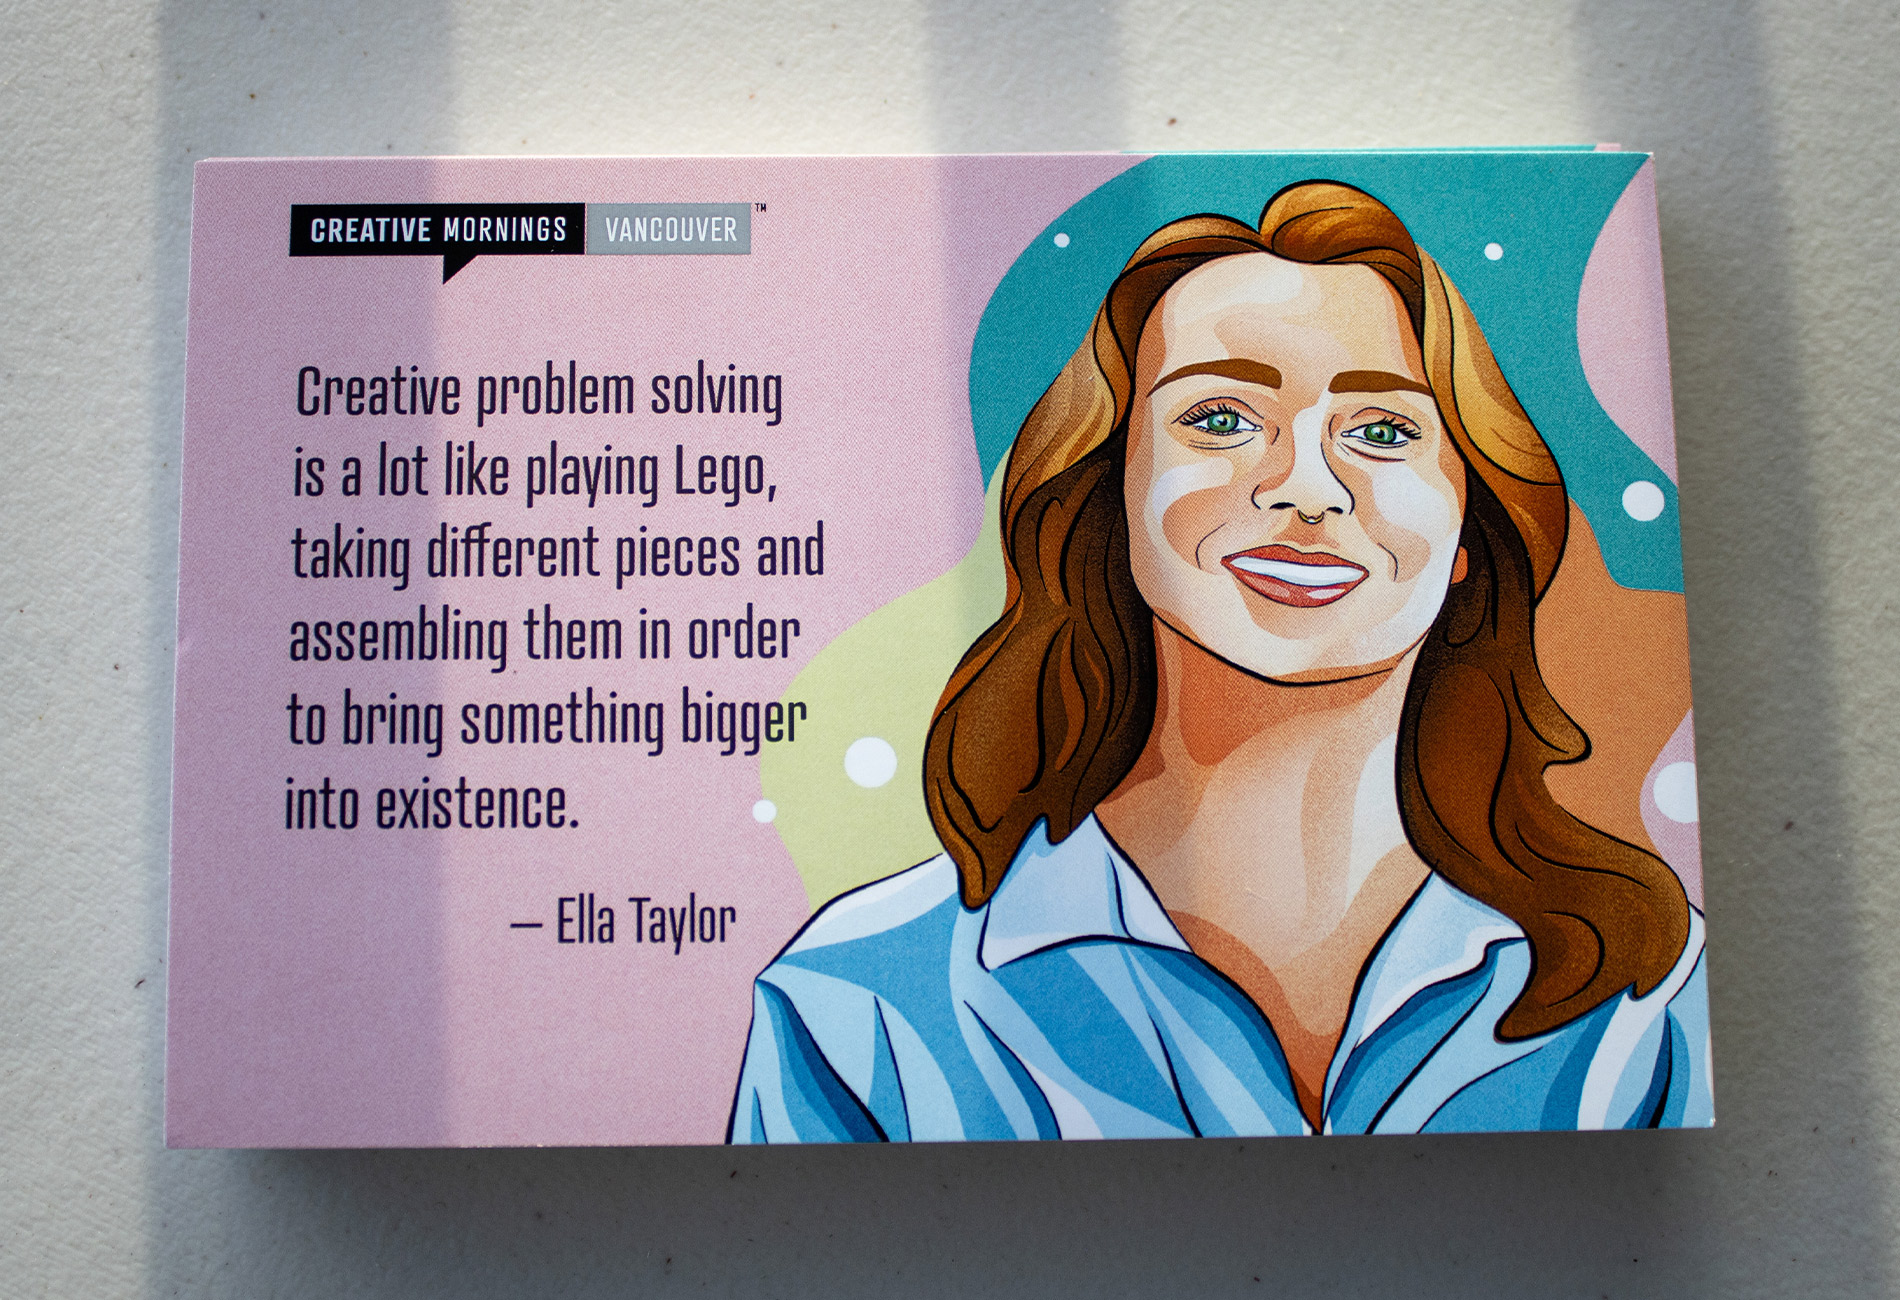 CREATIVE MORNINGS VANCOUVER™
Creative problem solving
is a lot like playing Lego,
taking different pieces and
assembling them in order
to bring something bigger
into existence.
– Ella Taylor